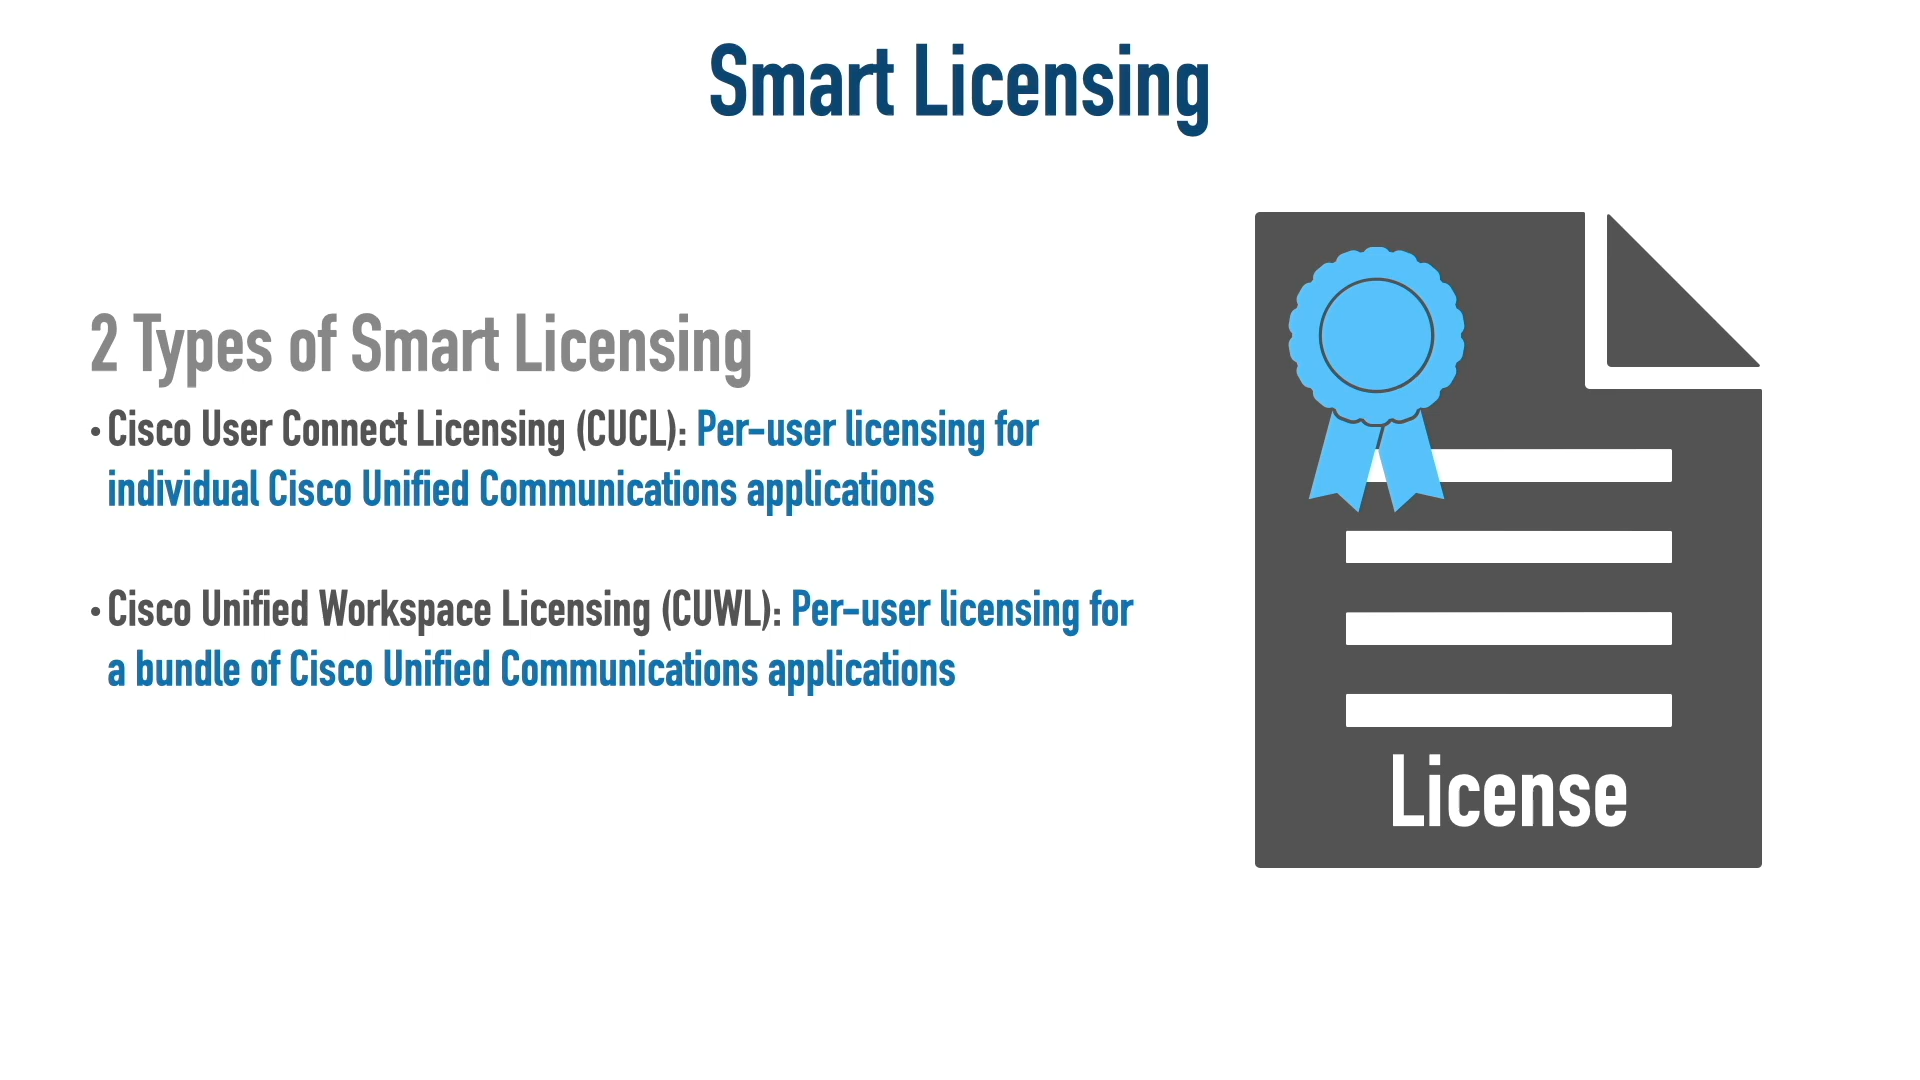 Smart Licensing
2 Types of Smart Licensing
• Cisco User Connect Licensing (CUCL): Per-user licensing for
individual Cisco Unified Communications applications
• Cisco Unified Workspace Licensing (CUWL): Per-user licensing for
a bundle of Cisco Unified Communications applications
License